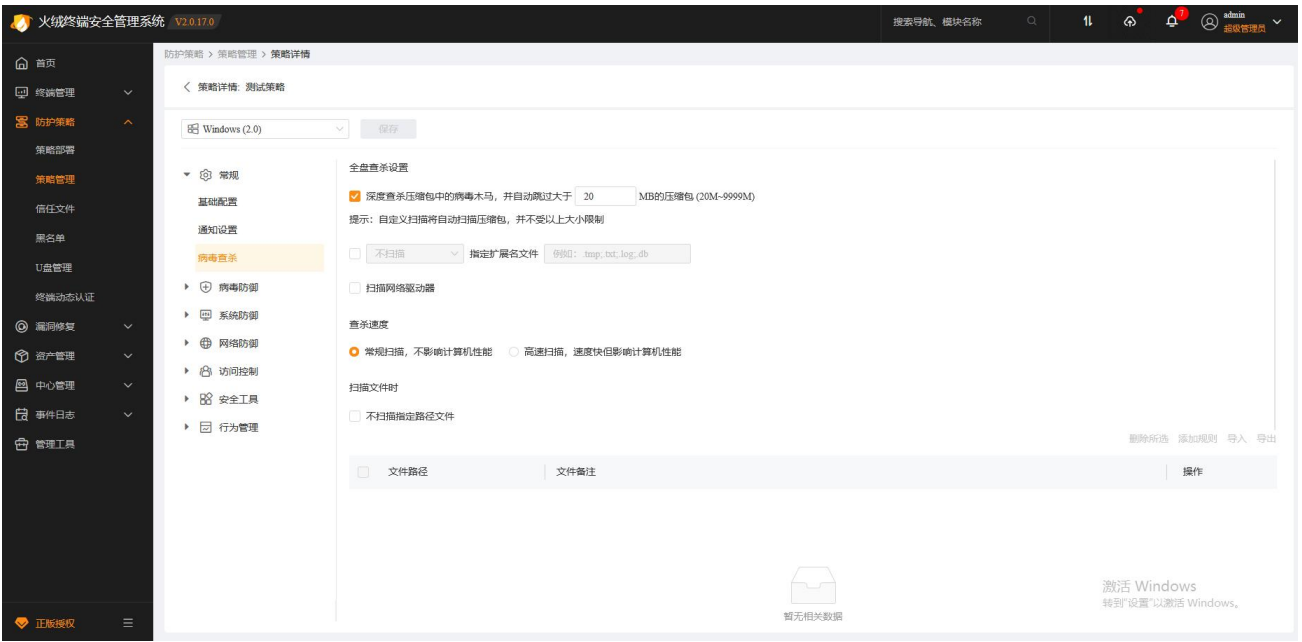 火绒终端安全管理系统 V2.0.17.0
搜索导航、模块名称
7
admin
超级管理员
首页
终端管理
防护策略
策略部署
策略管理
信任文件
黑名单
U盘管理
终端动态认证
漏洞修复
资产管理
中心管理
事件日志
管理工具
正版授权
防护策略 > 策略管理 > 策略详情
策略详情: 测试策略
Windows (2.0)
保存
常规
基础配置
通知设置
病毒查杀
病毒防御
系统防御
网络防御
访问控制
安全工具
行为管理
全盘查杀设置
深度查杀压缩包中的病毒木马，并自动跳过大于 20 MB的压缩包 (20M~9999M)
提示：自定义扫描将自动扫描压缩包，并不受以上大小限制
不扫描 指定扩展名文件 例如：.tmp;.txt;.log;.db
扫描网络驱动器
查杀速度
常规扫描，不影响计算机性能 高速扫描，速度快但影响计算机性能
扫描文件时
不扫描指定路径文件
删除所选 添加规则 导入 导出
文件路径 文件备注 操作
暂无相关数据
激活 Windows
转到"设置"以激活 Windows。